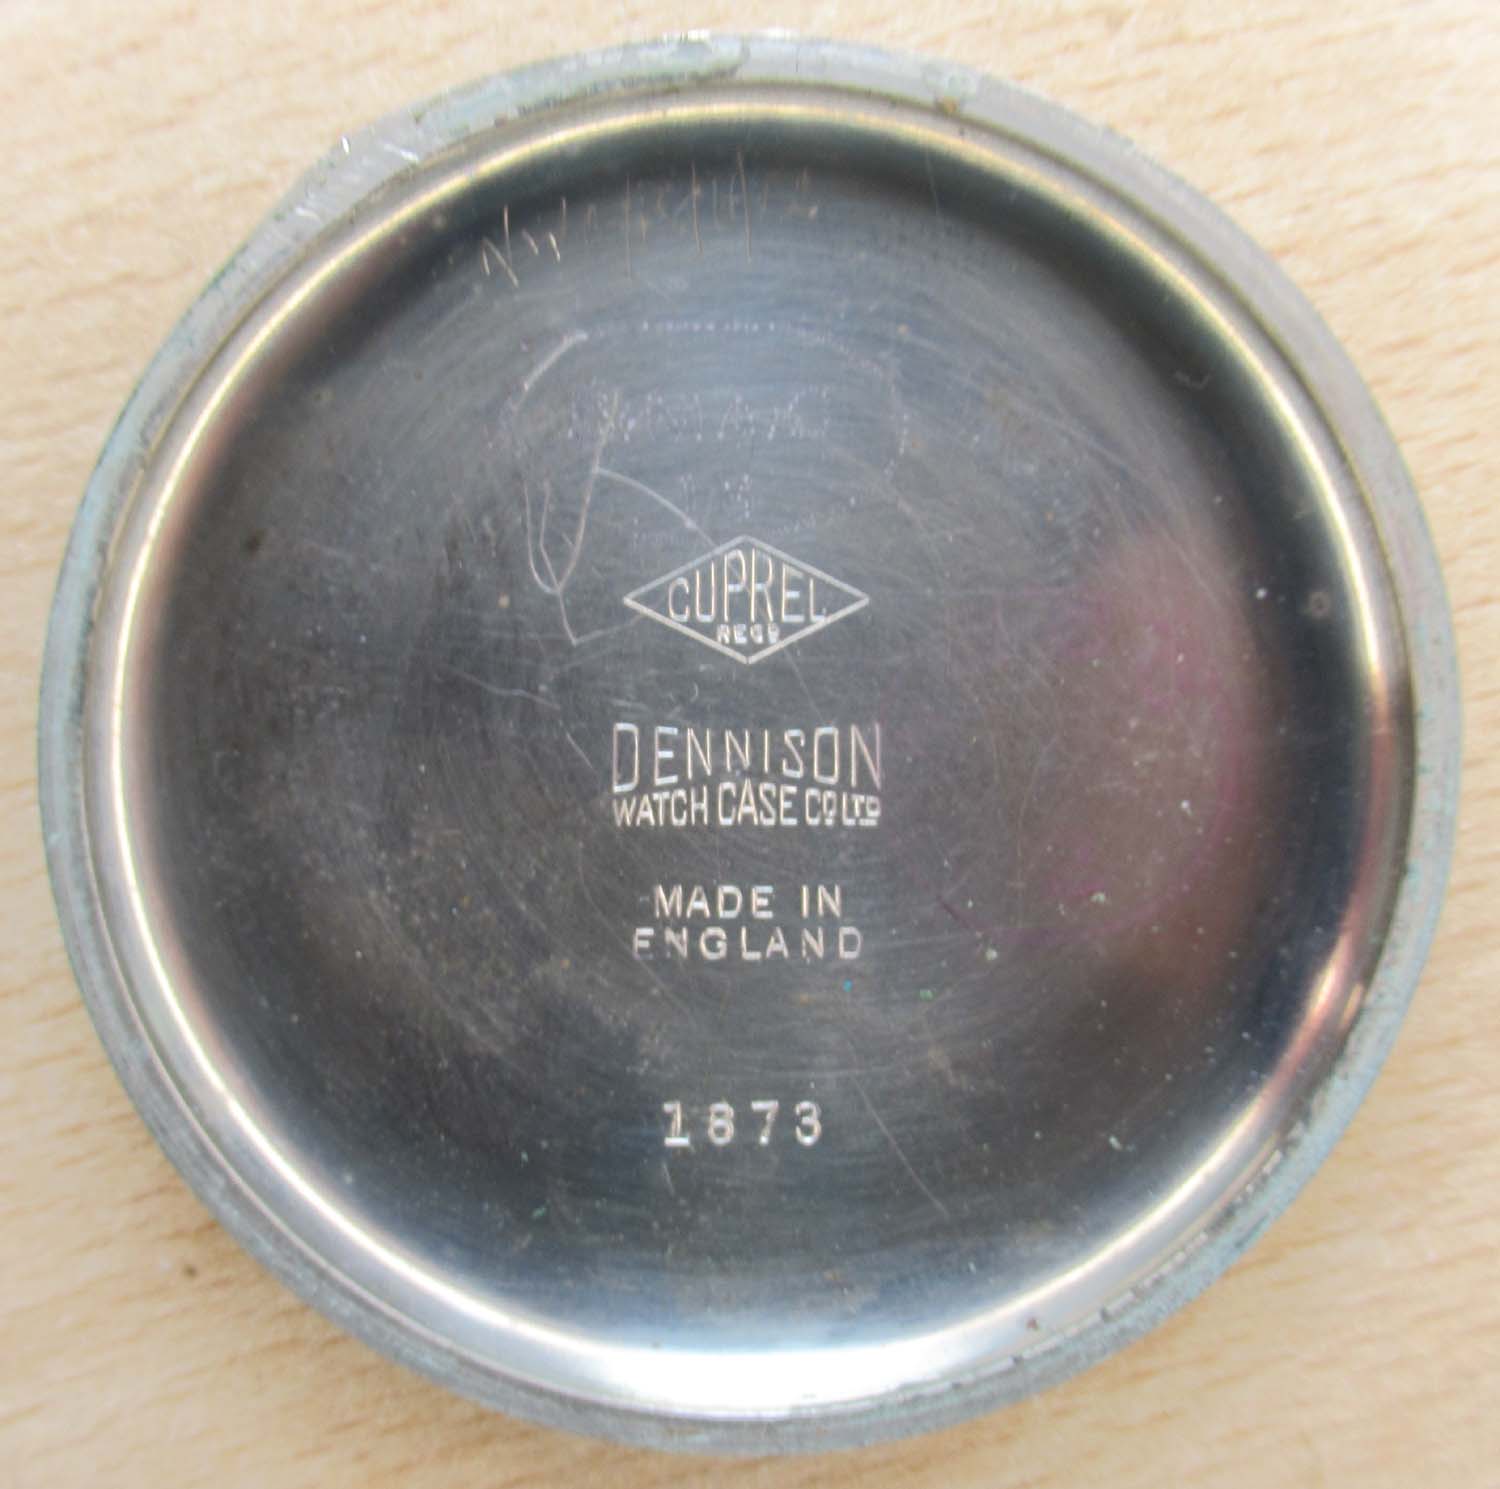 CUPREL
REGD
DENNISON
WATCH CASE CO LTD
MADE IN
ENGLAND
1873